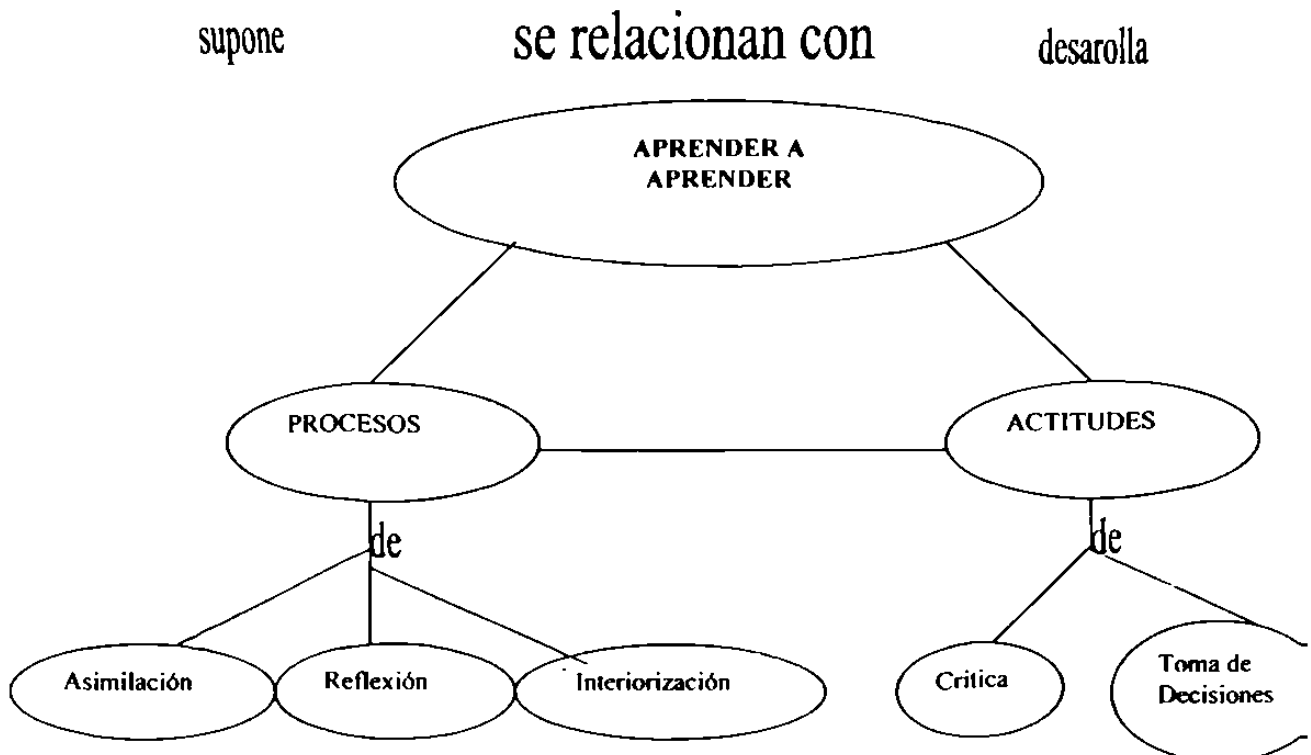 supone se relacionan con desarolla
APRENDER A
APRENDER
PROCESOS
ACTITUDES
de
de
Asimilación
Reflexión
Interiorización
Critica
Toma de
Decisiones